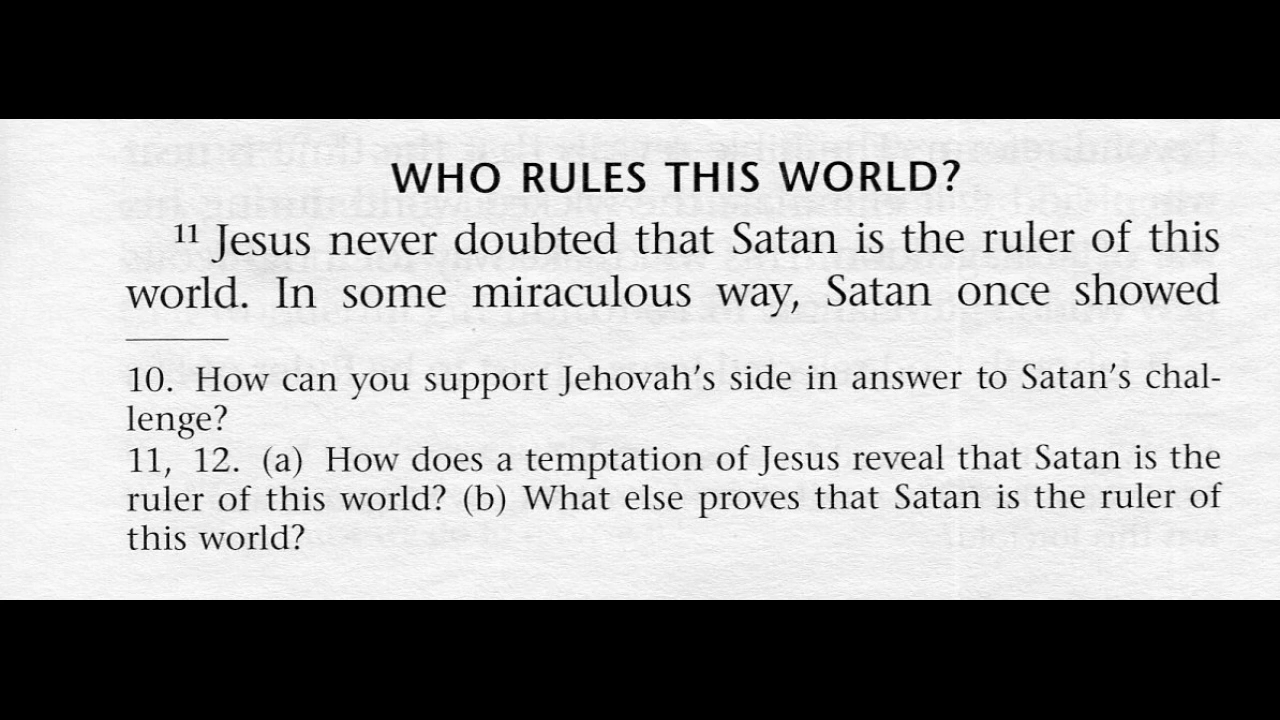 WHO RULES THIS WORLD?
¹¹ Jesus never doubted that Satan is the ruler of this
world. In some miraculous way, Satan once showed
10. How can you support Jehovah's side in answer to Satan's chal-
lenge?
11, 12. (a) How does a temptation of Jesus reveal that Satan is the
ruler of this world? (b) What else proves that Satan is the ruler of
this world?